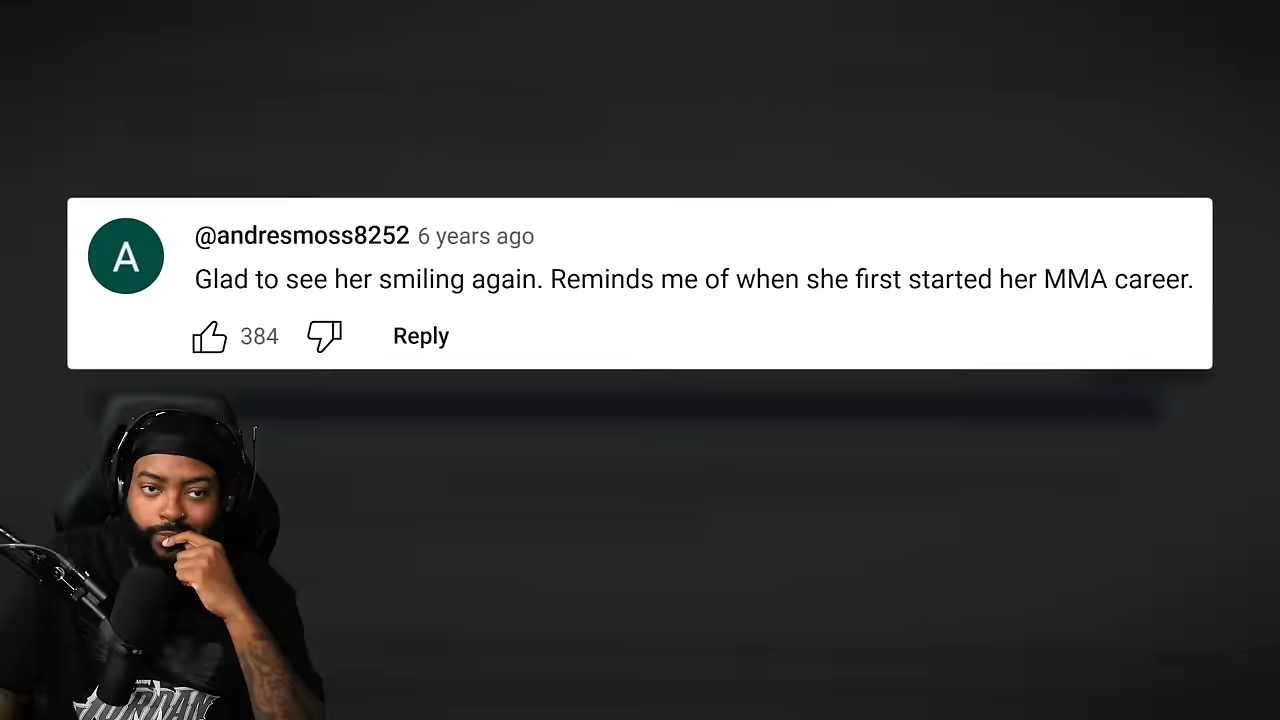 A
@andresmoss8252 6 years ago
Glad to see her smiling again. Reminds me of when she first started her MMA career.
384
Reply
JORDAN